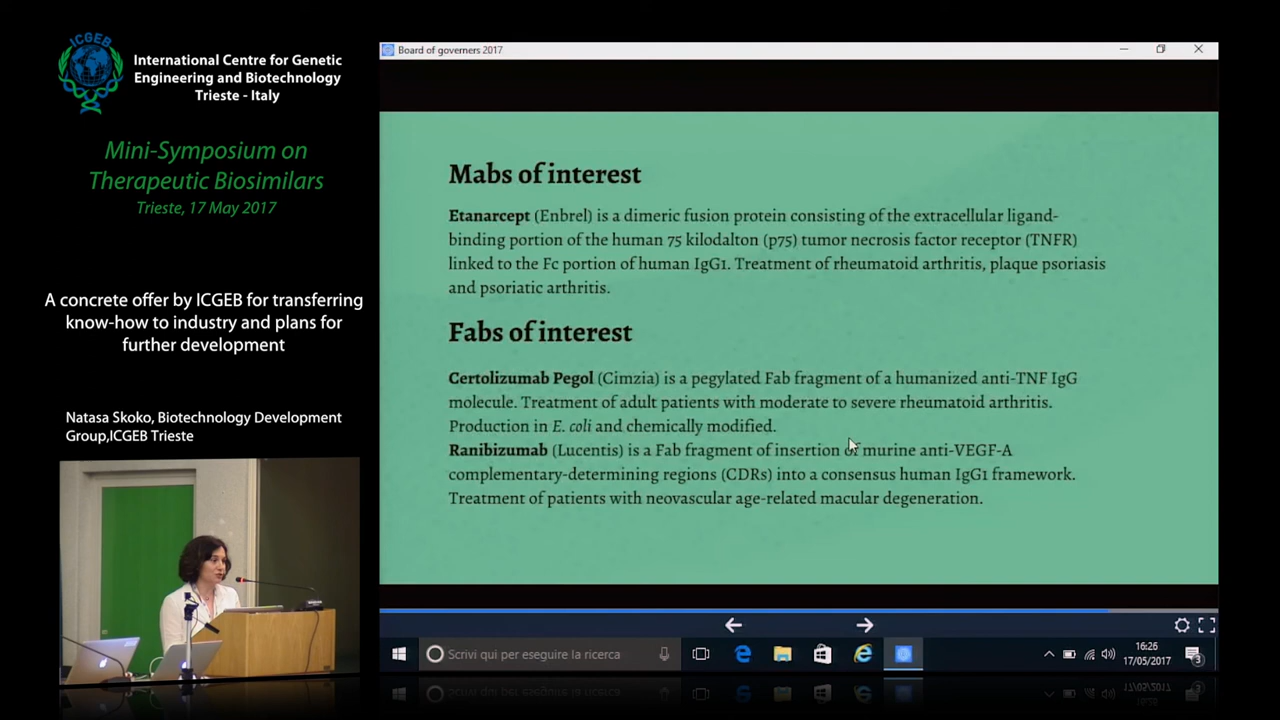 ICGEB
International Centre for Genetic
Engineering and Biotechnology
Trieste - Italy
Mini-Symposium on
Therapeutic Biosimilars
Trieste, 17 May 2017
A concrete offer by ICGEB for transferring
know-how to industry and plans for
further development
Natasa Skoko, Biotechnology Development
Group,ICGEB Trieste
Board of governers 2017
Mabs of interest
Etanarcept (Enbrel) is a dimeric fusion protein consisting of the extracellular ligand-
binding portion of the human 75 kilodalton (p75) tumor necrosis factor receptor (TNFR)
linked to the Fc portion of human IgG1. Treatment of rheumatoid arthritis, plaque psoriasis
and psoriatic arthritis.
Fabs of interest
Certolizumab Pegol (Cimzia) is a pegylated Fab fragment of a humanized anti-TNF IgG
molecule. Treatment of adult patients with moderate to severe rheumatoid arthritis.
Production in E. coli and chemically modified.
Ranibizumab (Lucentis) is a Fab fragment of insertion of murine anti-VEGF-A
complementary-determining regions (CDRs) into a consensus human IgG1 framework.
Treatment of patients with neovascular age-related macular degeneration.
Scrivi qui per eseguire la ricerca
16:26
17/05/2017
3